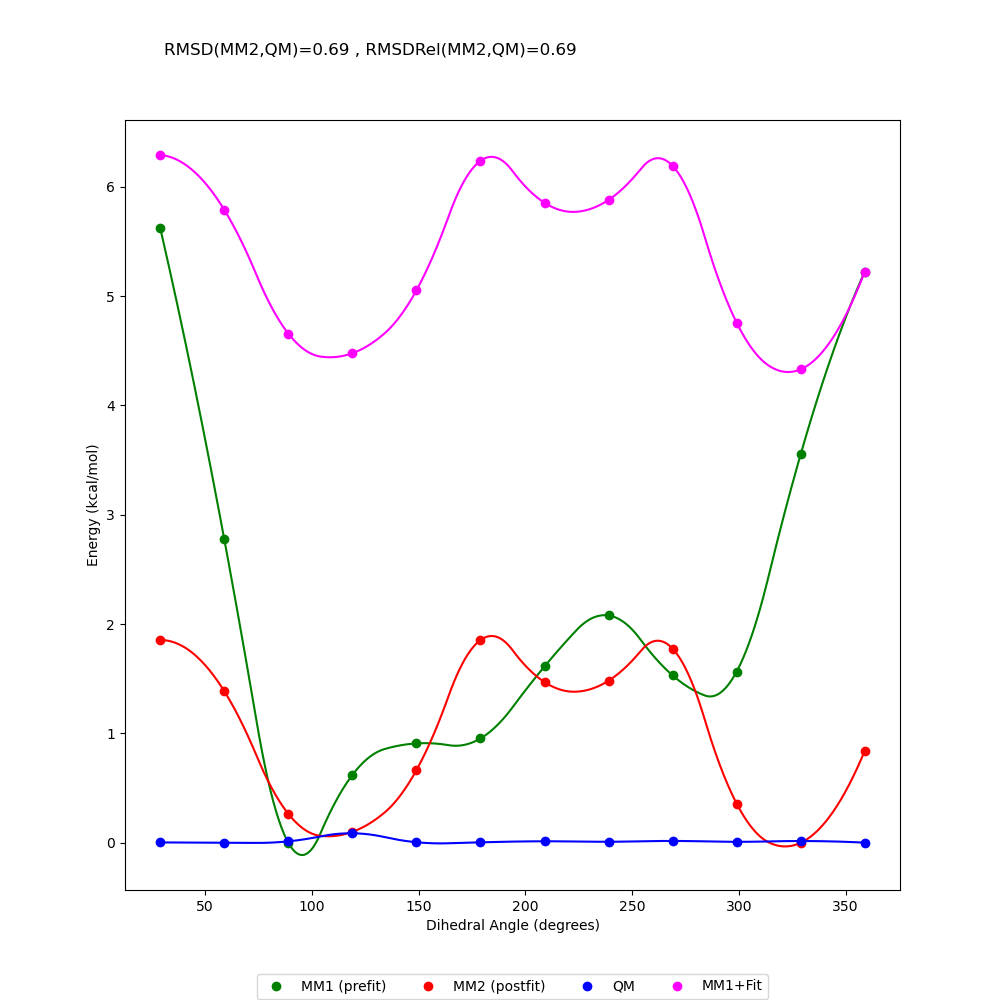 RMSD(MM2,QM)=0.69 , RMSDRel(MM2,QM)=0.69
6
5
4
3
2
1
0
Energy (kcal/mol)
50 100 150 200 250 300 350
Dihedral Angle (degrees)
MM1 (prefit) MM2 (postfit) QM MM1+Fit